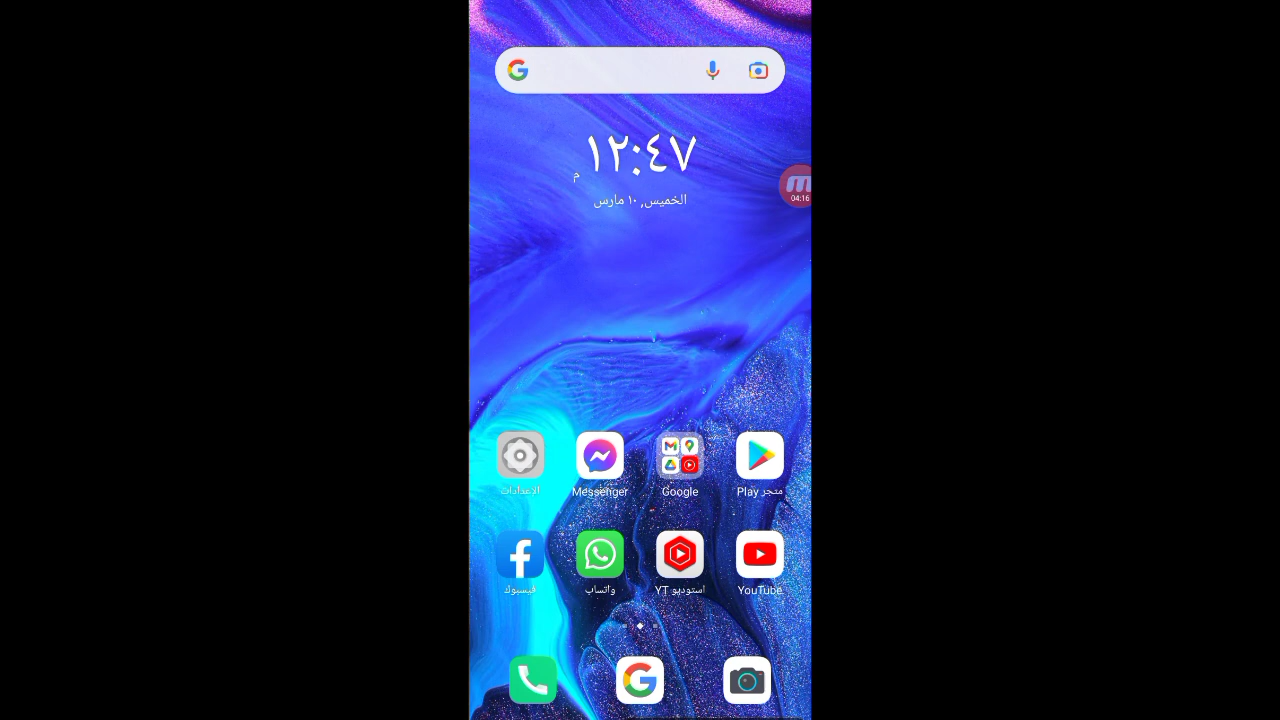 ١٢:٤٧ م
الخميس, ١٠ مارس
04:16
متجر Play
Google
Messenger
الإعدادات
YouTube
استوديو YT
واتساب
فيسبوك